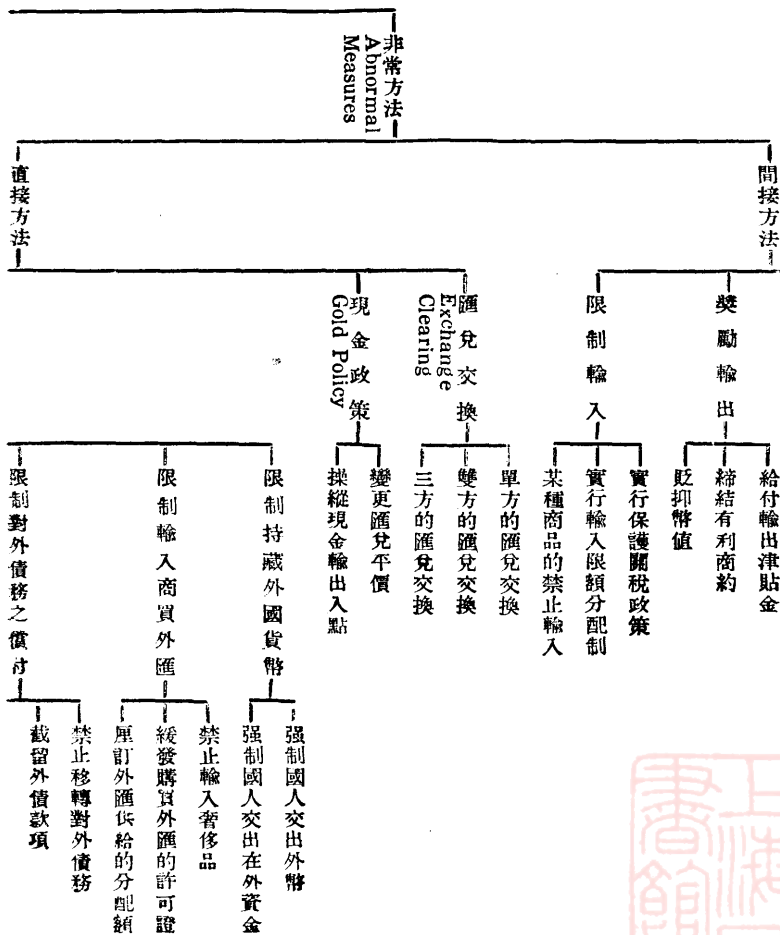 非常方法
Abnormal
Measures
間接方法
直接方法
獎勵輸出
限制輸入
匯兌交換
Exchange
Clearing
現金政策
Gold Policy
給付輸出津貼金
締結有利商約
貶抑幣值
實行保護關稅政策
實行輸入限額分配制
某種商品的禁止輸入
單方的匯兌交換
雙方的匯兌交換
三方的匯兌交換
變更匯兌平價
操縱現金輸出入點
限制持藏外國貨幣
限制輸入商買外匯
限制對外債務之償付
强制國人交出外幣
强制國人交出在外資金
禁止輸入奢侈品
緩發購買外匯的許可證
厘訂外匯供給的分配額
禁止移轉對外債務
截留外債款項
上海
書館